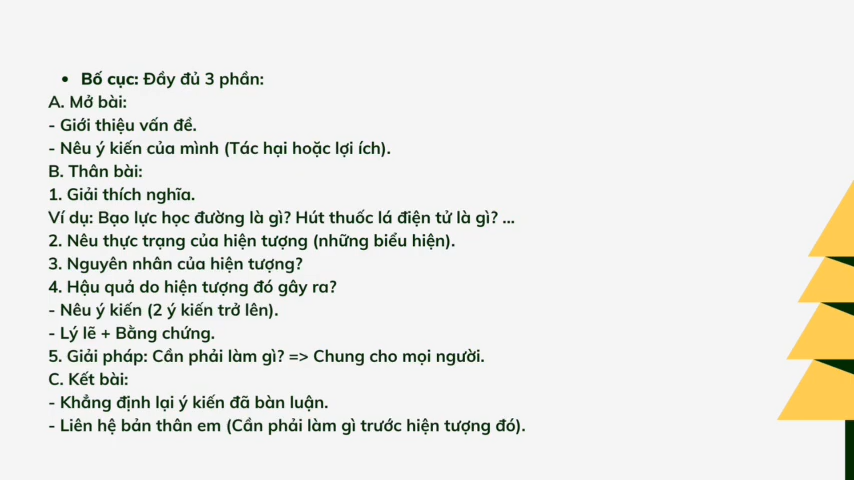 • Bố cục: Đầy đủ 3 phần:
A. Mở bài:
- Giới thiệu vấn đề.
- Nêu ý kiến của mình (Tác hại hoặc lợi ích).
B. Thân bài:
1. Giải thích nghĩa.
Ví dụ: Bạo lực học đường là gì? Hút thuốc lá điện tử là gì? ...
2. Nêu thực trạng của hiện tượng (những biểu hiện).
3. Nguyên nhân của hiện tượng?
4. Hậu quả do hiện tượng đó gây ra?
- Nêu ý kiến (2 ý kiến trở lên).
- Lý lẽ + Bằng chứng.
5. Giải pháp: Cần phải làm gì? => Chung cho mọi người.
C. Kết bài:
- Khẳng định lại ý kiến đã bàn luận.
- Liên hệ bản thân em (Cần phải làm gì trước hiện tượng đó).